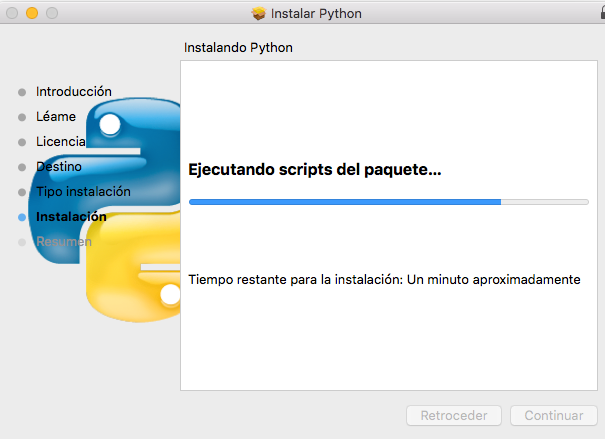 Instalar Python
Instalando Python
Introducción
Léame
Licencia
Destino
Tipo instalación
Instalación
Resumen
Ejecutando scripts del paquete...
Tiempo restante para la instalación: Un minuto aproximadamente
Retroceder
Continuar